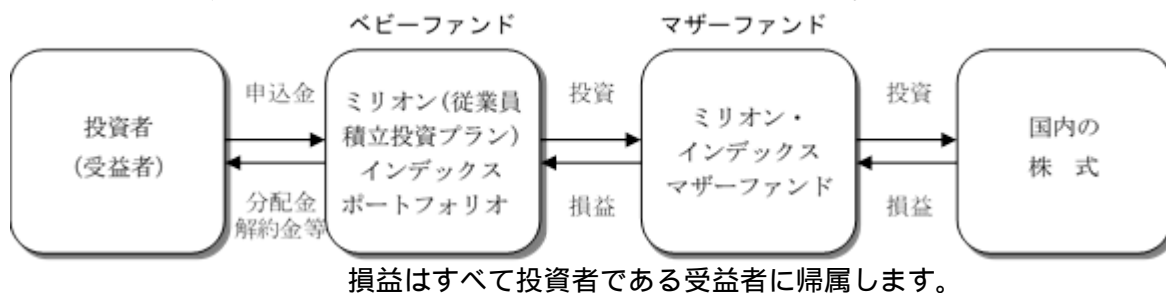 ベビーファンド
マザーファンド
投資者
(受益者)
申込金
分配金
解約金等
ミリオン(従業員
積立投資プラン)
インデックス
ポートフォリオ
投資
損益
ミリオン・
インデックス
マザーファンド
投資
損益
国内の
株 式
損益はすべて投資者である受益者に帰属します。